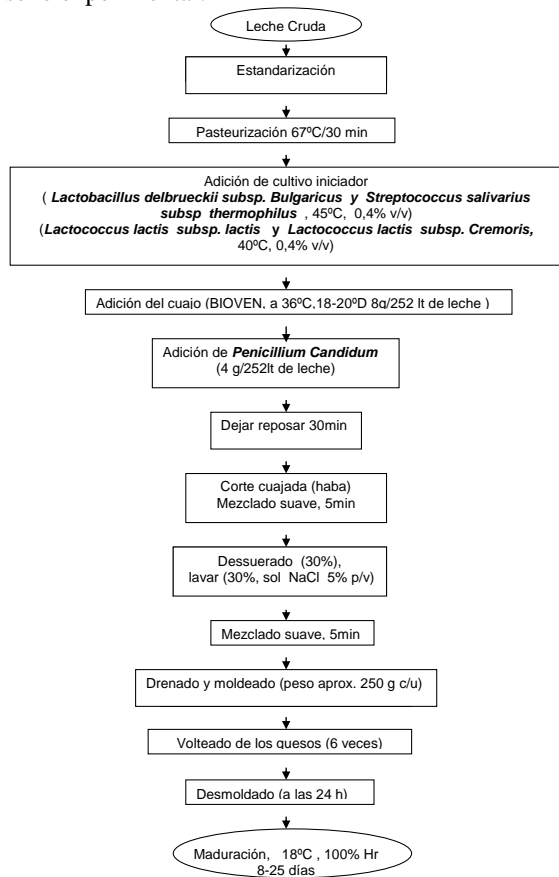 Leche Cruda
Estandarización
Pasteurización 67ºC/30 min
Adición de cultivo iniciador
( Lactobacillus delbrueckii subsp. Bulgaricus y Streptococcus salivarius
subsp thermophilus , 45ºC, 0,4% v/v)
(Lactococcus lactis subsp. lactis y Lactococcus lactis subsp. Cremoris,
40ºC, 0,4% v/v)
Adición del cuajo (BIOVEN, a 36ºC,18-20ºD 8g/252 lt de leche )
Adición de Penicillium Candidum
(4 g/252lt de leche)
Dejar reposar 30min
Corte cuajada (haba)
Mezclado suave, 5min
Dessuerado (30%),
lavar (30%, sol NaCl 5% p/v)
Mezclado suave, 5min
Drenado y moldeado (peso aprox. 250 g c/u)
Volteado de los quesos (6 veces)
Desmoldado (a las 24 h)
Maduración, 18ºC , 100% Hr
8-25 días